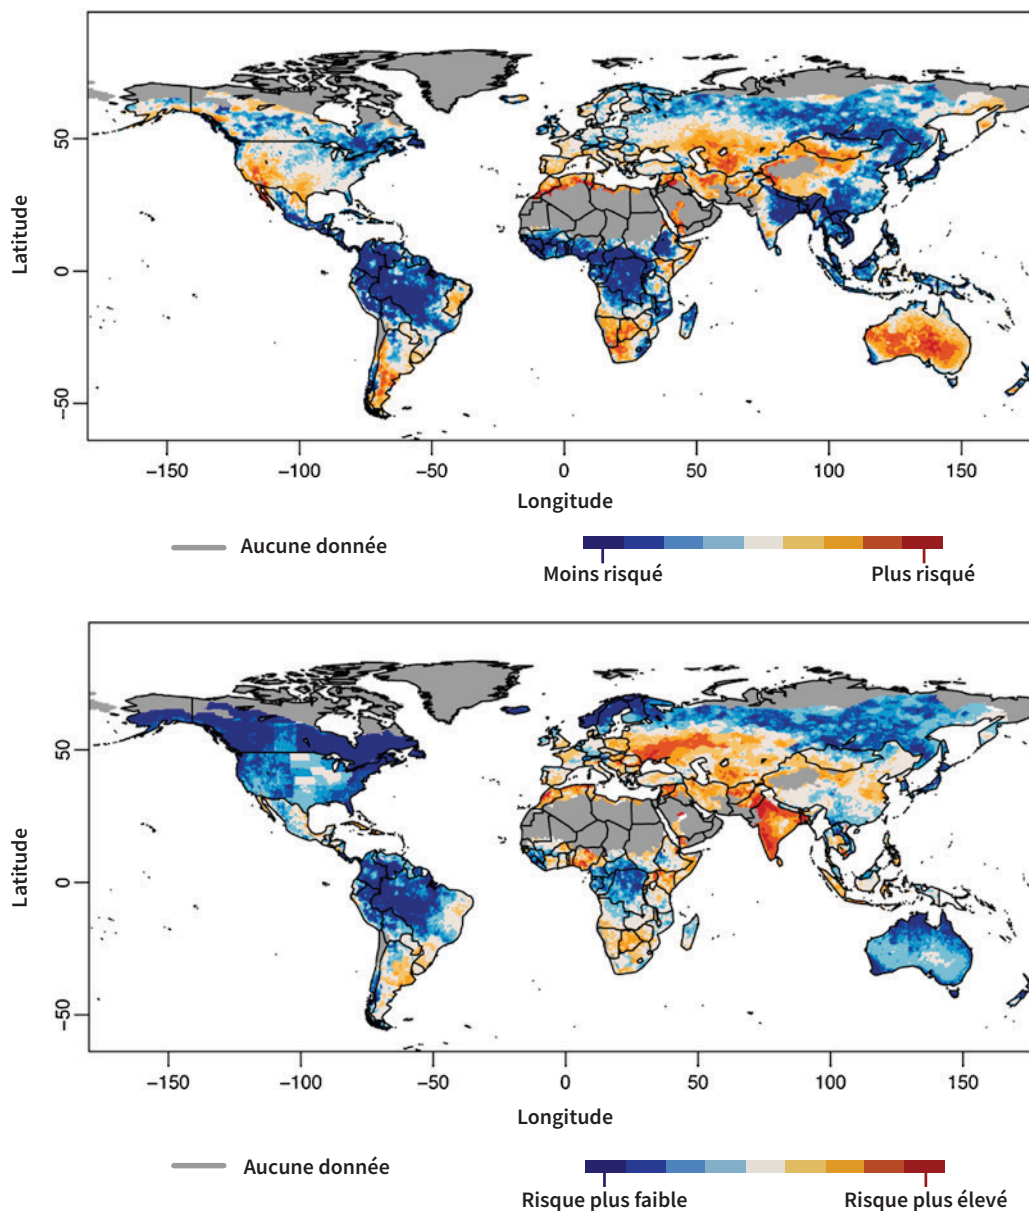 50
0
−50
Latitude
−150
−100
−50
0
50
100
150
Longitude
Aucune donnée
Moins risqué
Plus risqué
50
0
−50
Latitude
−150
−100
−50
0
50
100
150
Longitude
Aucune donnée
Risque plus faible
Risque plus élevé